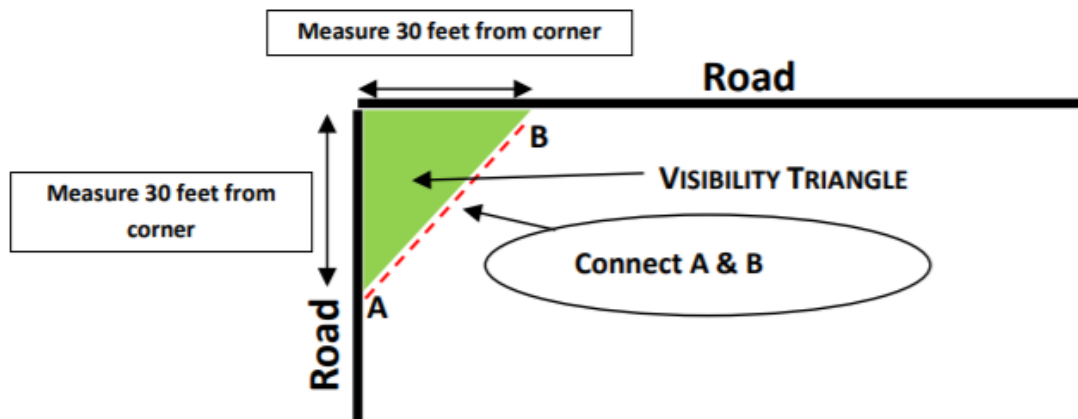 Measure 30 feet from corner
Road
B
Measure 30 feet from
corner
VISIBILITY TRIANGLE
Connect A & B
A
Road